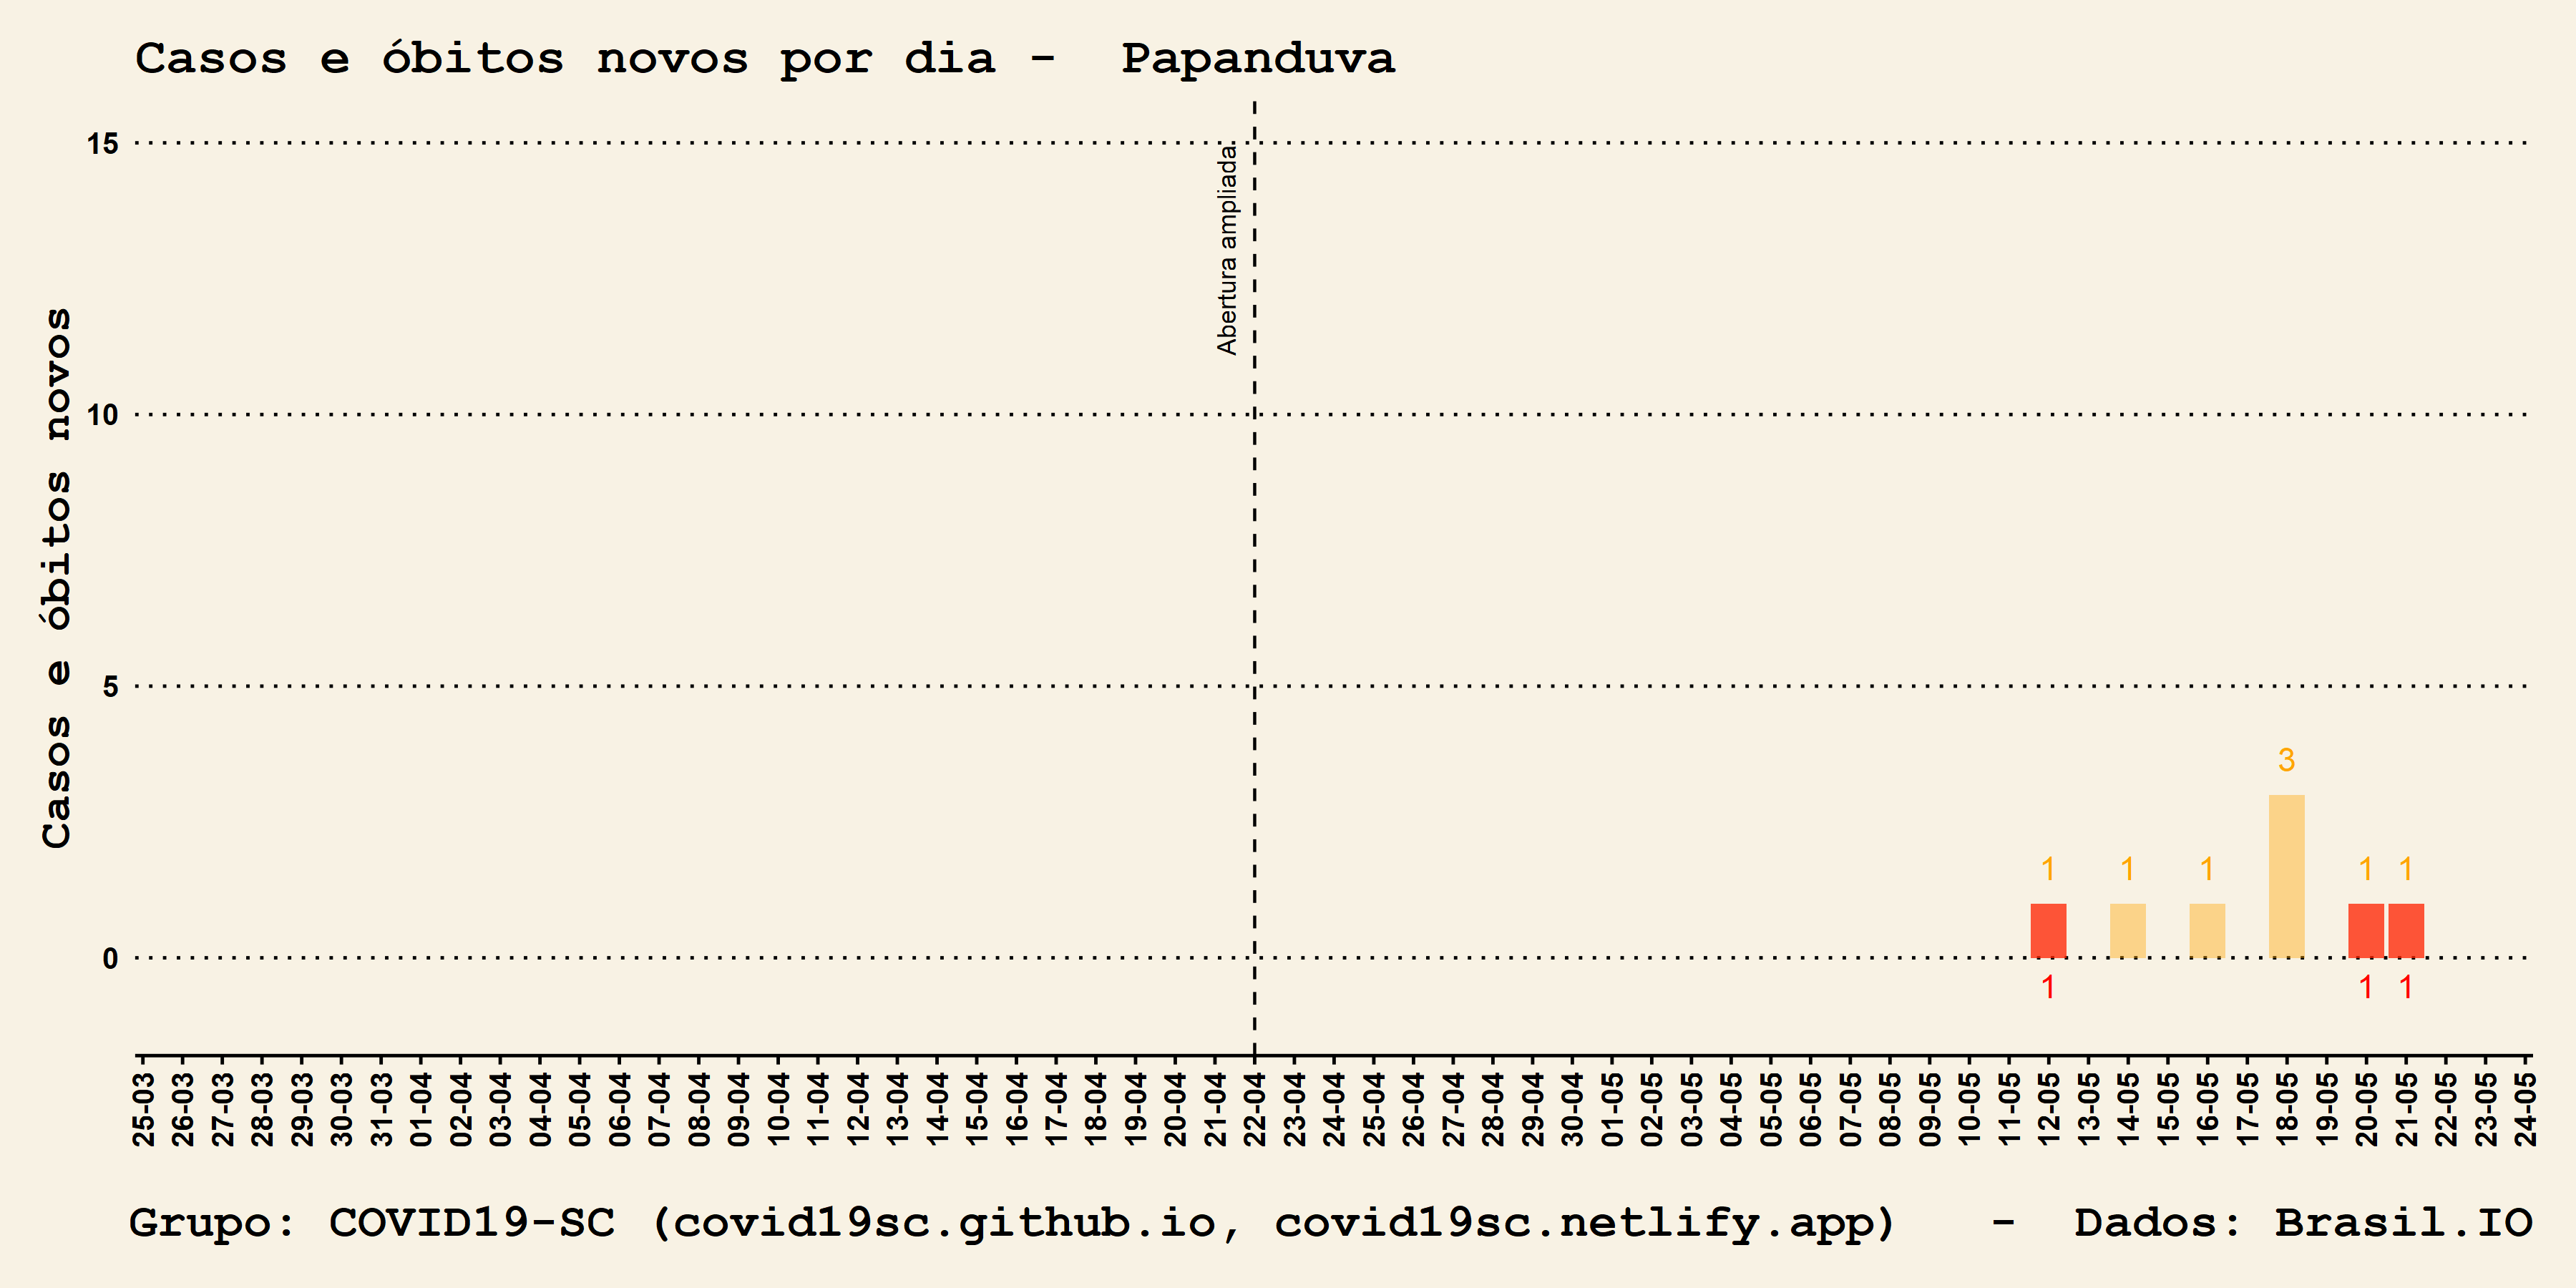 Casos e óbitos novos por dia -  Papanduva
Casos e óbitos novos
15
10
5
0
Abertura ampliada
3
1 1 1 1 1
1 1 1
25-03 26-03 27-03 28-03 29-03 30-03 31-03 01-04 02-04 03-04 04-04 05-04 06-04 07-04 08-04 09-04 10-04 11-04 12-04 13-04 14-04 15-04 16-04 17-04 18-04 19-04 20-04 21-04 22-04 23-04 24-04 25-04 26-04 27-04 28-04 29-04 30-04 01-05 02-05 03-05 04-05 05-05 06-05 07-05 08-05 09-05 10-05 11-05 12-05 13-05 14-05 15-05 16-05 17-05 18-05 19-05 20-05 21-05 22-05 23-05 24-05
Grupo: COVID19-SC (covid19sc.github.io, covid19sc.netlify.app)  -  Dados: Brasil.IO